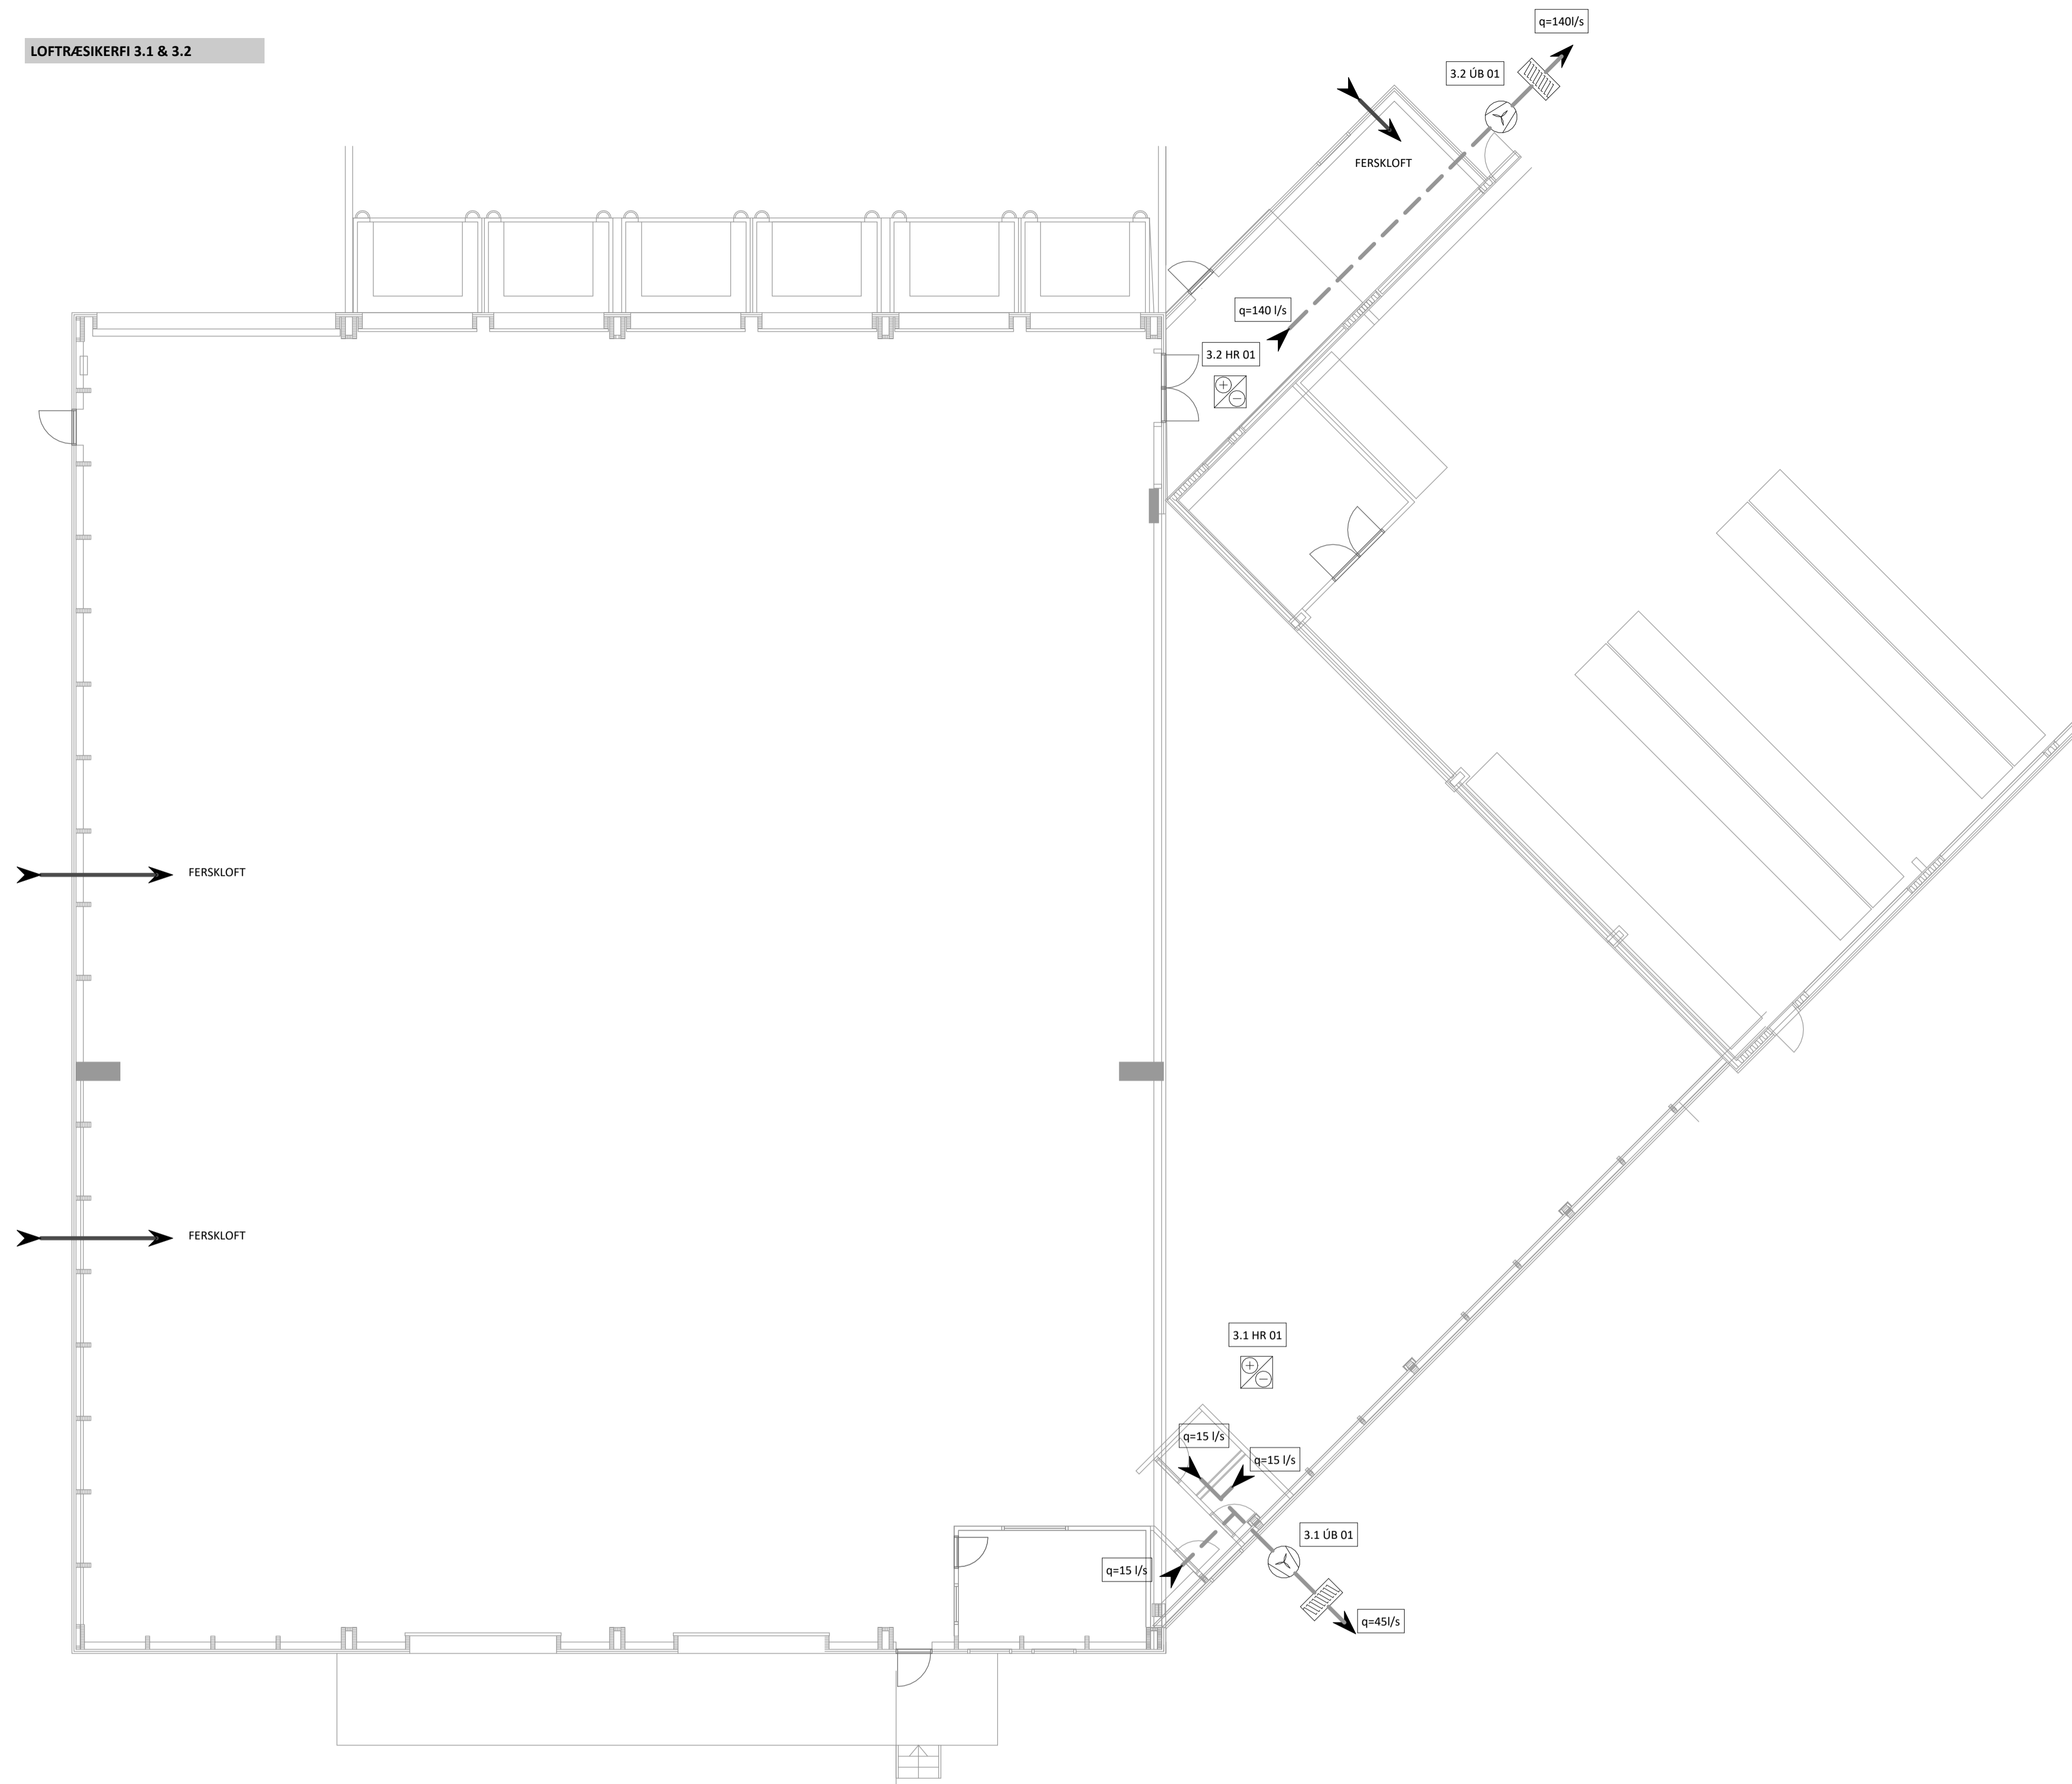 LOFTRÆSIKERFI 3.1 & 3.2
q=140l/s
3.2 ÚB 01
FERSKLOFT
q=140 l/s
3.2 HR 01
FERSKLOFT
FERSKLOFT
3.1 HR 01
q=15 l/s
q=15 l/s
3.1 ÚB 01
q=15 l/s
q=45l/s